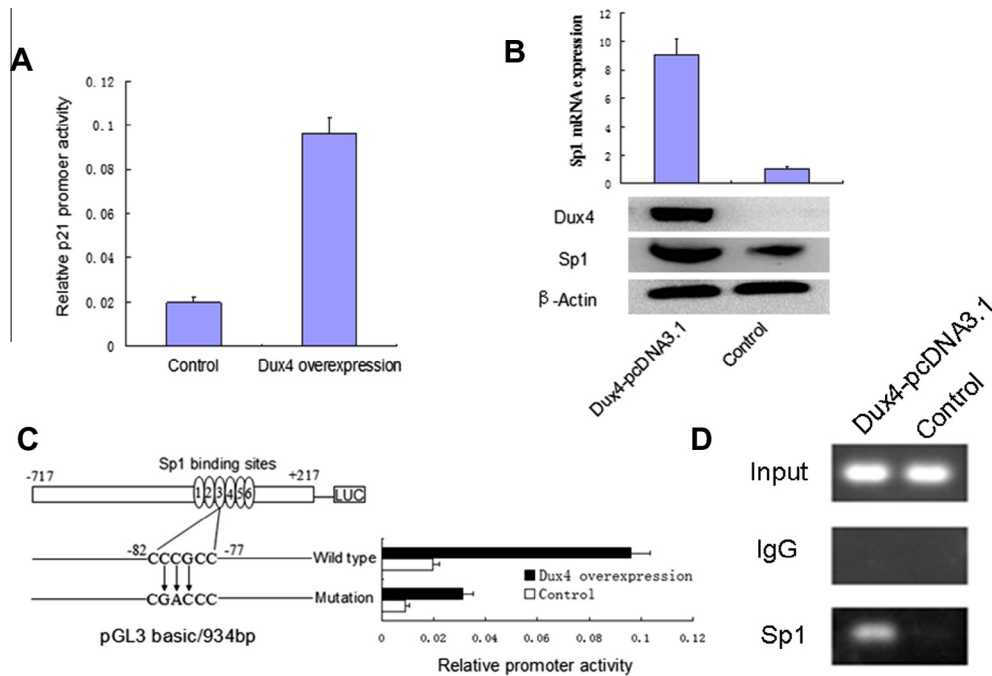 A
Relative p21 promoer activity
0.12
0.1
0.08
0.06
0.04
0.02
0
Control
Dux4 overexpression
B
Sp1 mRNA expression
12
10
8
6
4
2
0
Dux4
Sp1
β-Actin
Dux4-pcDNA3.1
Control
C
Sp1 binding sites
-717
+217
1 2 3 4 5 6
LUC
-82 CCCGCC -77
Wild type
CGACCC
Mutation
pGL3 basic/934bp
Dux4 overexpression
Control
0 0.02 0.04 0.06 0.08 0.1 0.12
Relative promoter activity
D
Dux4-pcDNA3.1
Control
Input
IgG
Sp1